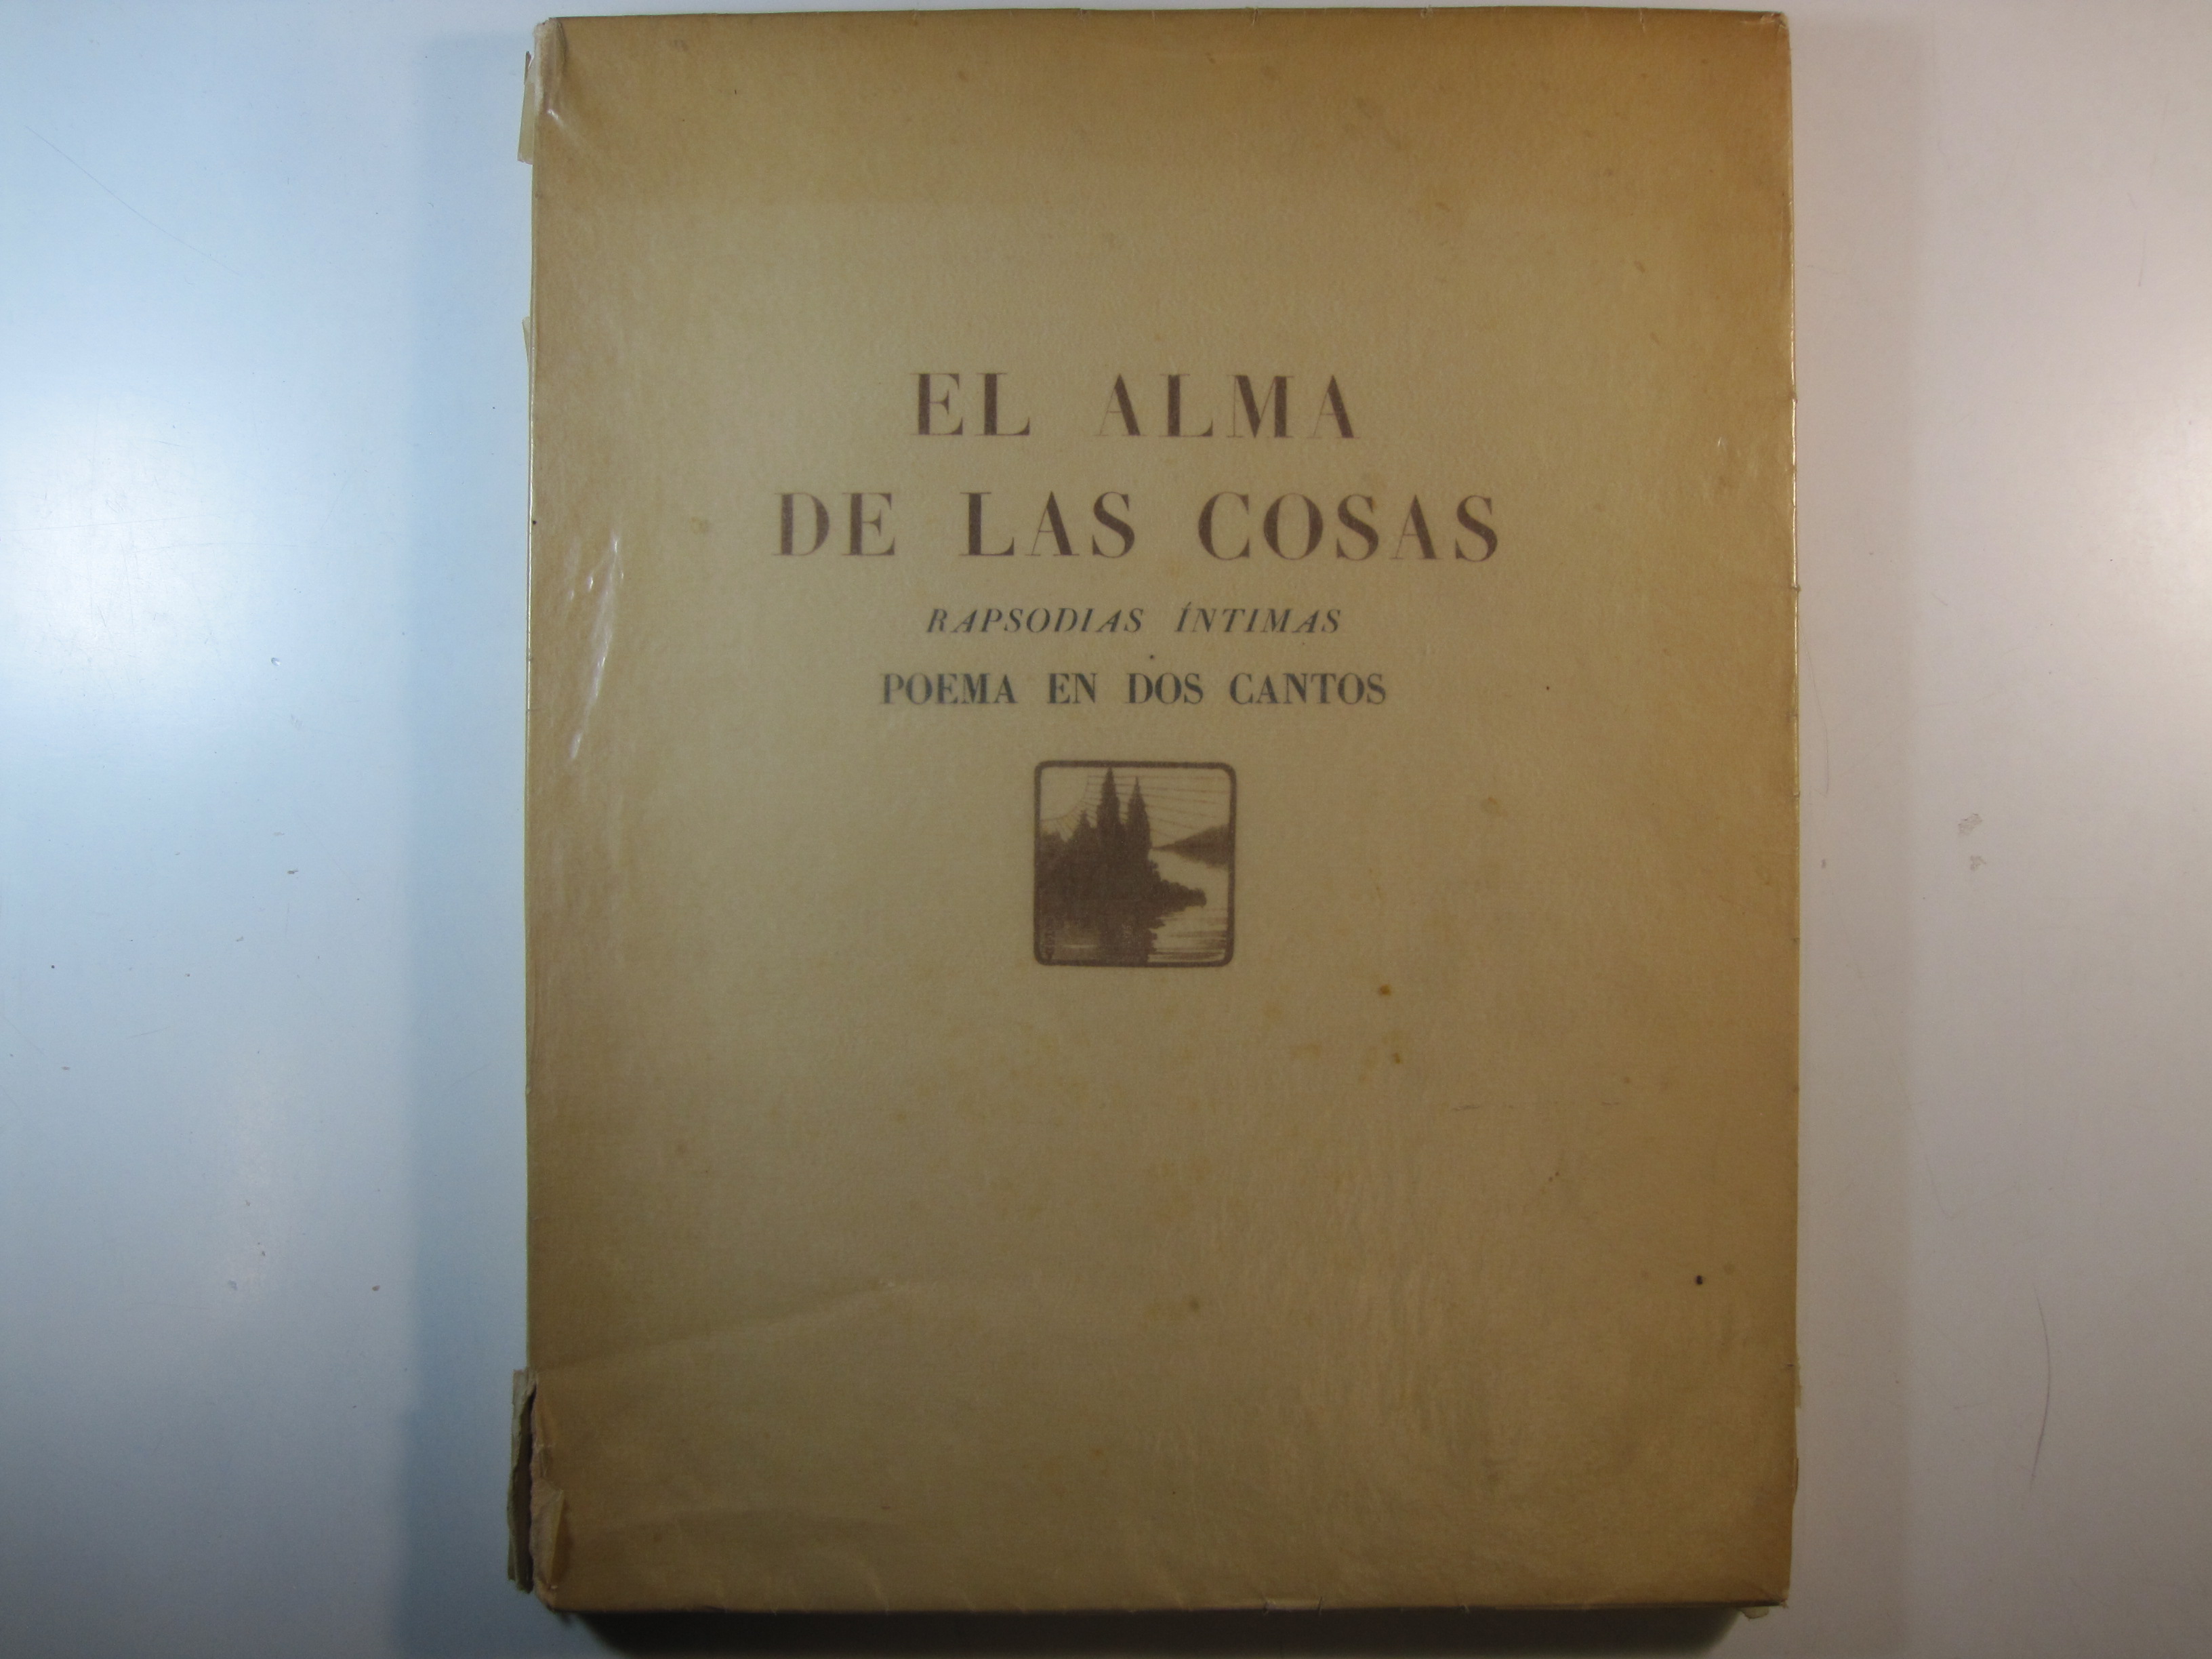 EL ALMA
DE LAS COSAS
RAPSODIAS ÍNTIMAS
POEMA EN DOS CANTOS